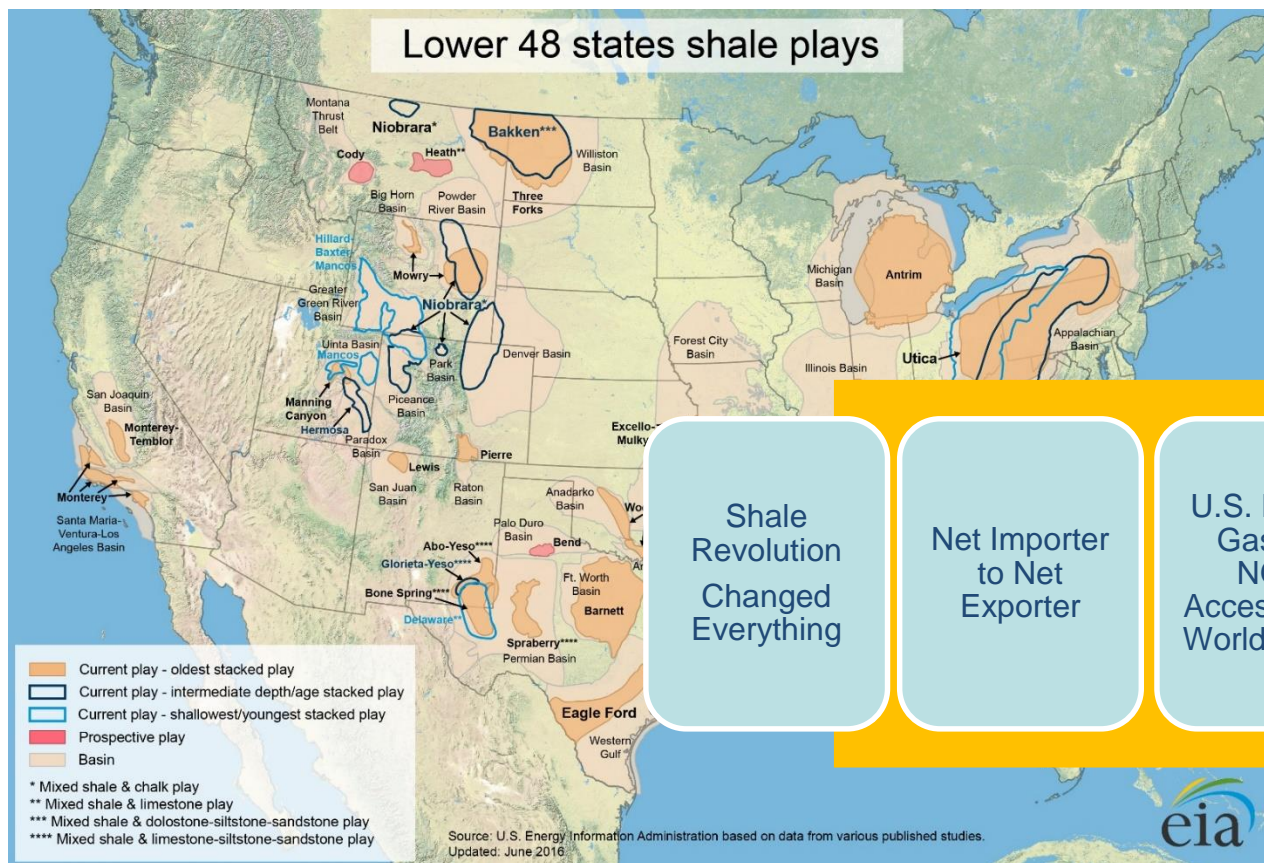 Lower 48 states shale plays
Montana
Thrust
Belt
Niobrara*
Bakken***
Williston
Basin
Cody
Heath**
Big Horn
Basin
Powder
River Basin
Three
Forks
Hillard-
Baxter-
Mancos
Mowry
Niobrara*
Greater
Green River
Basin
Uinta Basin
Mancos
Park
Basin
Denver Basin
Manning
Canyon
Piceance
Basin
Hermosa
Paradox
Basin
San Joaquin
Basin
Monterey-
Temblor
Monterey
Santa Maria-
Ventura-Los
Angeles Basin
Lewis
San Juan
Basin
Pierre
Raton
Basin
Michigan
Basin
Antrim
Forest City
Basin
Illinois Basin
Utica
Appalachian
Basin
Excello-
Mulky
Anadarko
Basin
Palo Duro
Basin
Bend
Abo-Yeso****
Glorieta-Yeso****
Bone Spring****
Delaware**
Ft. Worth
Basin
Barnett
Spraberry****
Permian Basin
Eagle Ford
Western
Gulf
Shale
Revolution
Changed
Everything
Net Importer
to Net
Exporter
U.S.
Gas
World
Current play - oldest stacked play
Current play - intermediate depth/age stacked play
Current play - shallowest/youngest stacked play
Prospective play
Basin
* Mixed shale & chalk play
** Mixed shale & limestone play
*** Mixed shale & dolostone-siltstone-sandstone play
**** Mixed shale & limestone-siltstone-sandstone play
Source: U.S. Energy Information Administration based on data from various published studies.
Updated: June 2016
eia